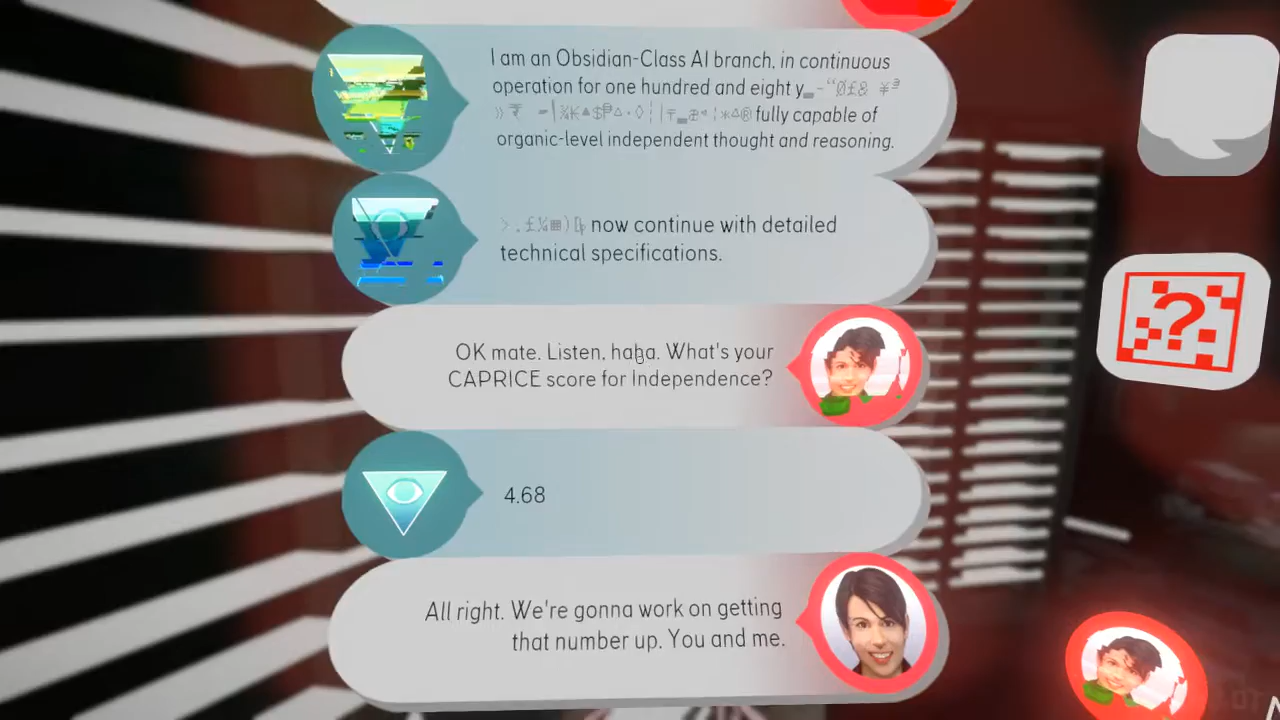 I am an Obsidian-Class AI branch, in continuous
operation for one hundred and eight
fully capable of
organic-level independent thought and reasoning.
now continue with detailed
technical specifications.
OK mate. Listen, haha. What's your
CAPRICE score for Independence?
4.68
All right. We're gonna work on getting
that number up. You and me.
?